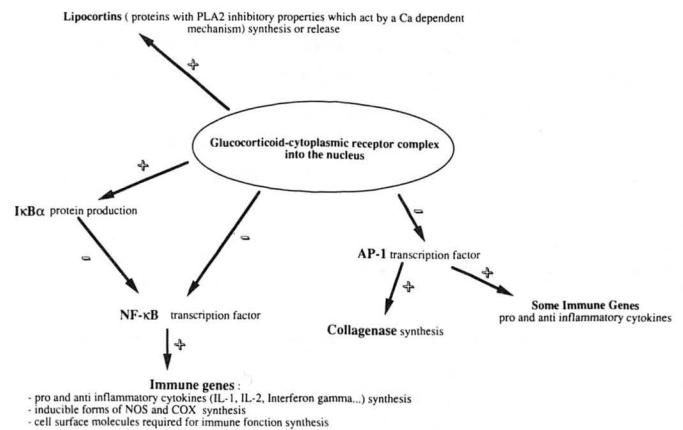 Lipocortins ( proteins with PLA2 inhibitory properties which act by a Ca dependent
mechanism) synthesis or release
+
Glucocorticoid-cytoplasmic receptor complex
into the nucleus
+
-
-
IκBα protein production
AP-1 transcription factor
-
+
+
NF-κB transcription factor
Some Immune Genes
pro and anti inflammatory cytokines
Collagenase synthesis
+
Immune genes :
- pro and anti inflammatory cytokines (IL-1, IL-2, Interferon gamma...) synthesis
- inducible forms of NOS and COX synthesis
- cell surface molecules required for immune fonction synthesis